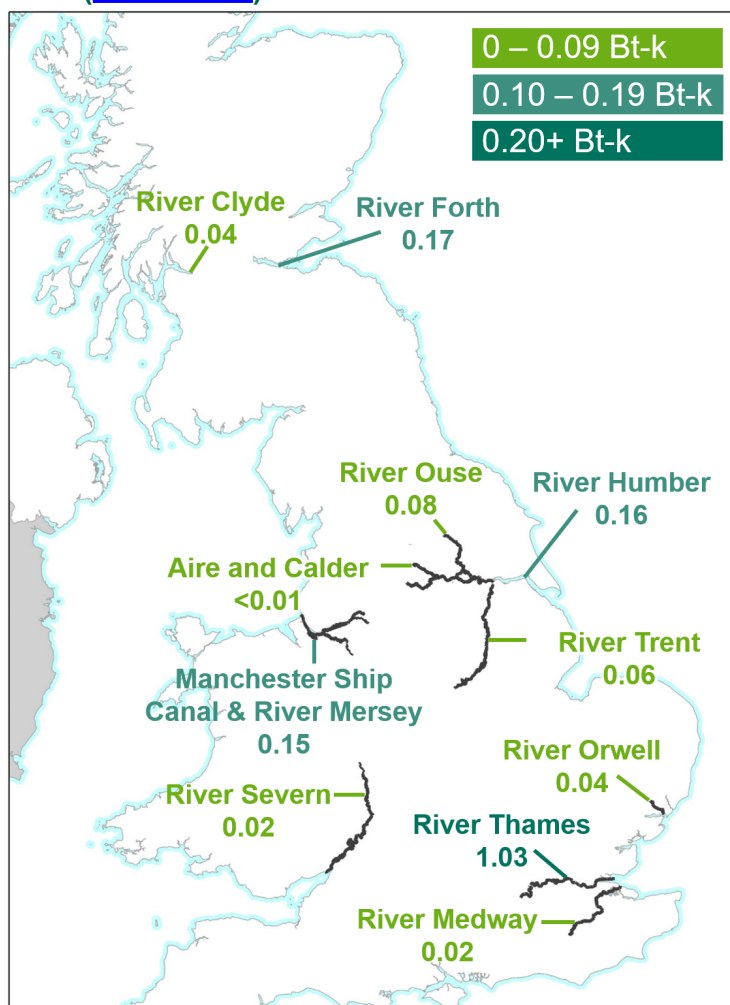 0 – 0.09 Bt-k
0.10 – 0.19 Bt-k
0.20+ Bt-k
River Clyde
0.04
River Forth
0.17
River Ouse
0.08
River Humber
0.16
Aire and Calder
<0.01
River Trent
0.06
Manchester Ship
Canal & River Mersey
0.15
River Orwell
0.04
River Severn
0.02
River Thames
1.03
River Medway
0.02